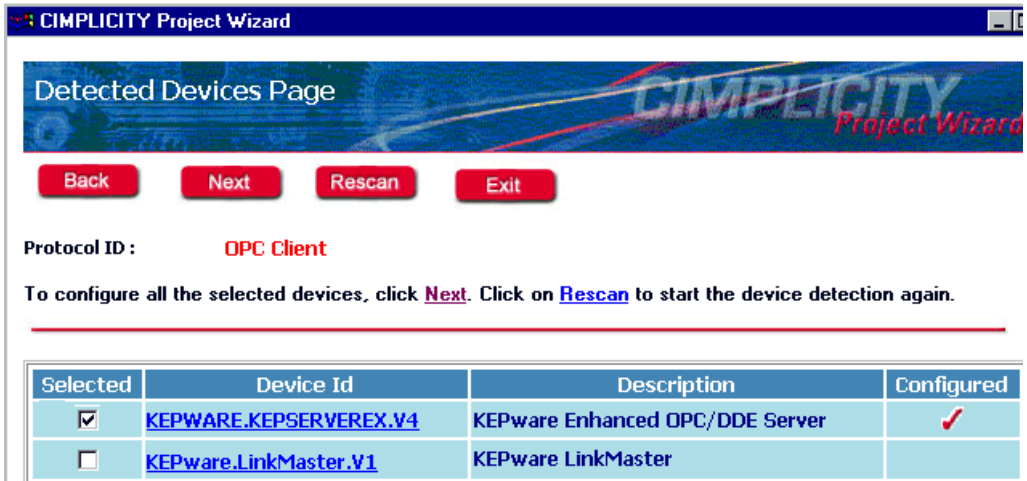 CIMPLICITY Project Wizard
Detected Devices Page
CIMPLICITY
Project Wizard
Back Next Rescan Exit
Protocol ID : OPC Client
To configure all the selected devices, click Next. Click on Rescan to start the device detection again.
Selected Device Id Description Configured
KEPWARE.KEPSERVEREX.V4 KEPware Enhanced OPC/DDE Server
KEPware.LinkMaster.V1 KEPware LinkMaster